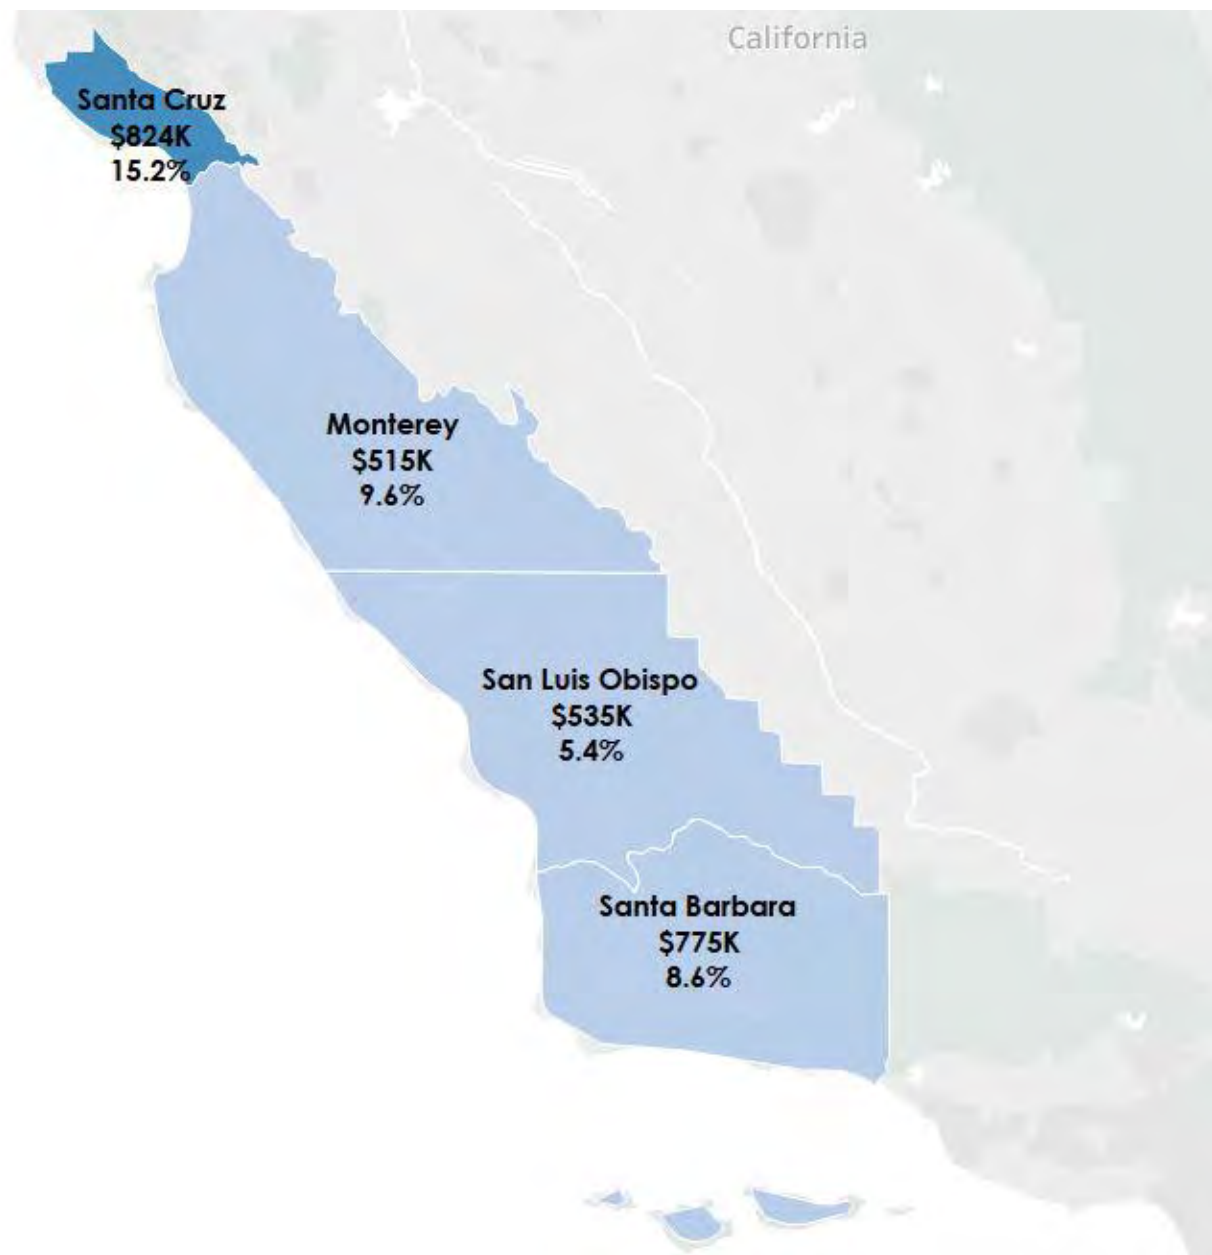 California
Santa Cruz
$824K
15.2%
Monterey
$515K
9.6%
San Luis Obispo
$535K
5.4%
Santa Barbara
$775K
8.6%